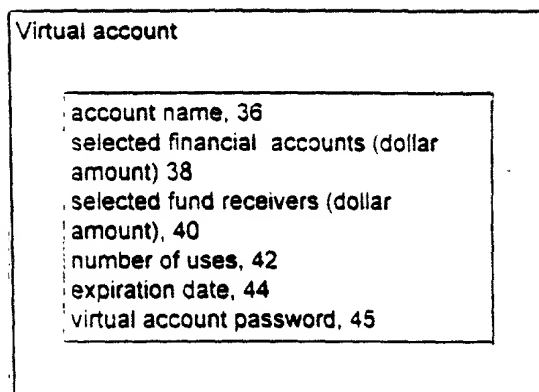 Virtual account
account name, 36
selected financial accounts (dollar
amount) 38
selected fund receivers (dollar
amount), 40
number of uses, 42
expiration date, 44
virtual account password, 45